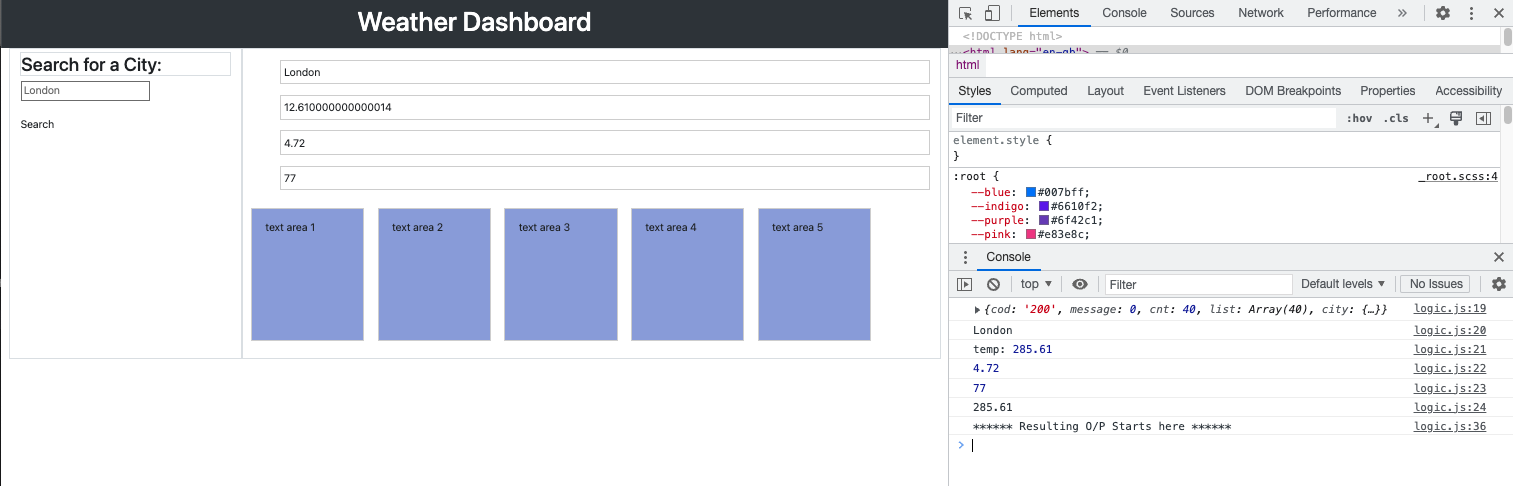 Weather Dashboard
Search for a City:
London
Search
London
12.610000000000014
4.72
77
text area 1 text area 2 text area 3 text area 4 text area 5
Elements Console Sources Network Performance »
<!DOCTYPE html>
…<html lang="en-gb"> == $0
html
Styles Computed Layout Event Listeners DOM Breakpoints Properties Accessibility
Filter :hov .cls +
element.style {
}
:root { _root.scss:4
--blue: #007bff;
--indigo: #6610f2;
--purple: #6f42c1;
--pink: #e83e8c;
Console
top Filter Default levels No Issues
{cod: '200', message: 0, cnt: 40, list: Array(40), city: {…}} logic.js:19
London logic.js:20
temp: 285.61 logic.js:21
4.72 logic.js:22
77 logic.js:23
285.61 logic.js:24
****** Resulting O/P Starts here ****** logic.js:36
>